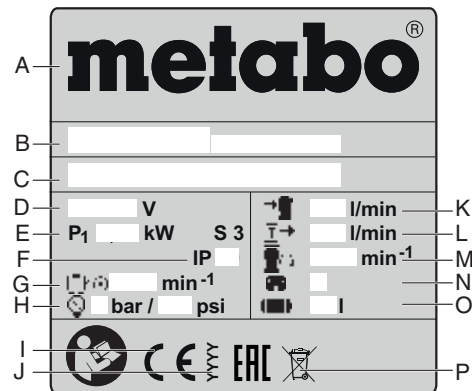 metabo®
A
B
C
D V
E P1 kW S 3
F IP
G min-1
H bar / psi
l/min K
l/min L
min-1 M
N
l O
I CE EAC
J P